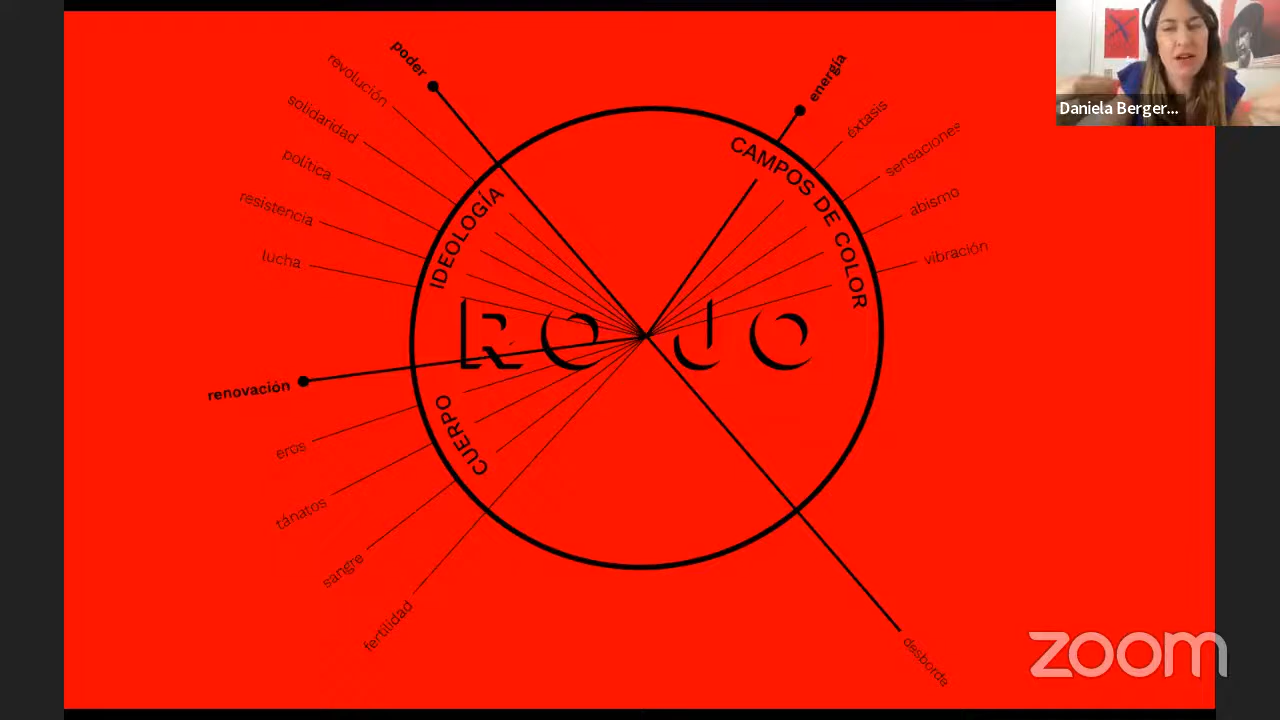 poder
revolución
solidaridad
política
resistencia
lucha
IDEOLOGÍA
energía
éxtasis
sensaciones
abismo
vibración
CAMPOS DE COLOR
ROJO
renovación
eros
tánatos
sangre
fertilidad
CUERPO
desborde
Daniela Berger...
zoom